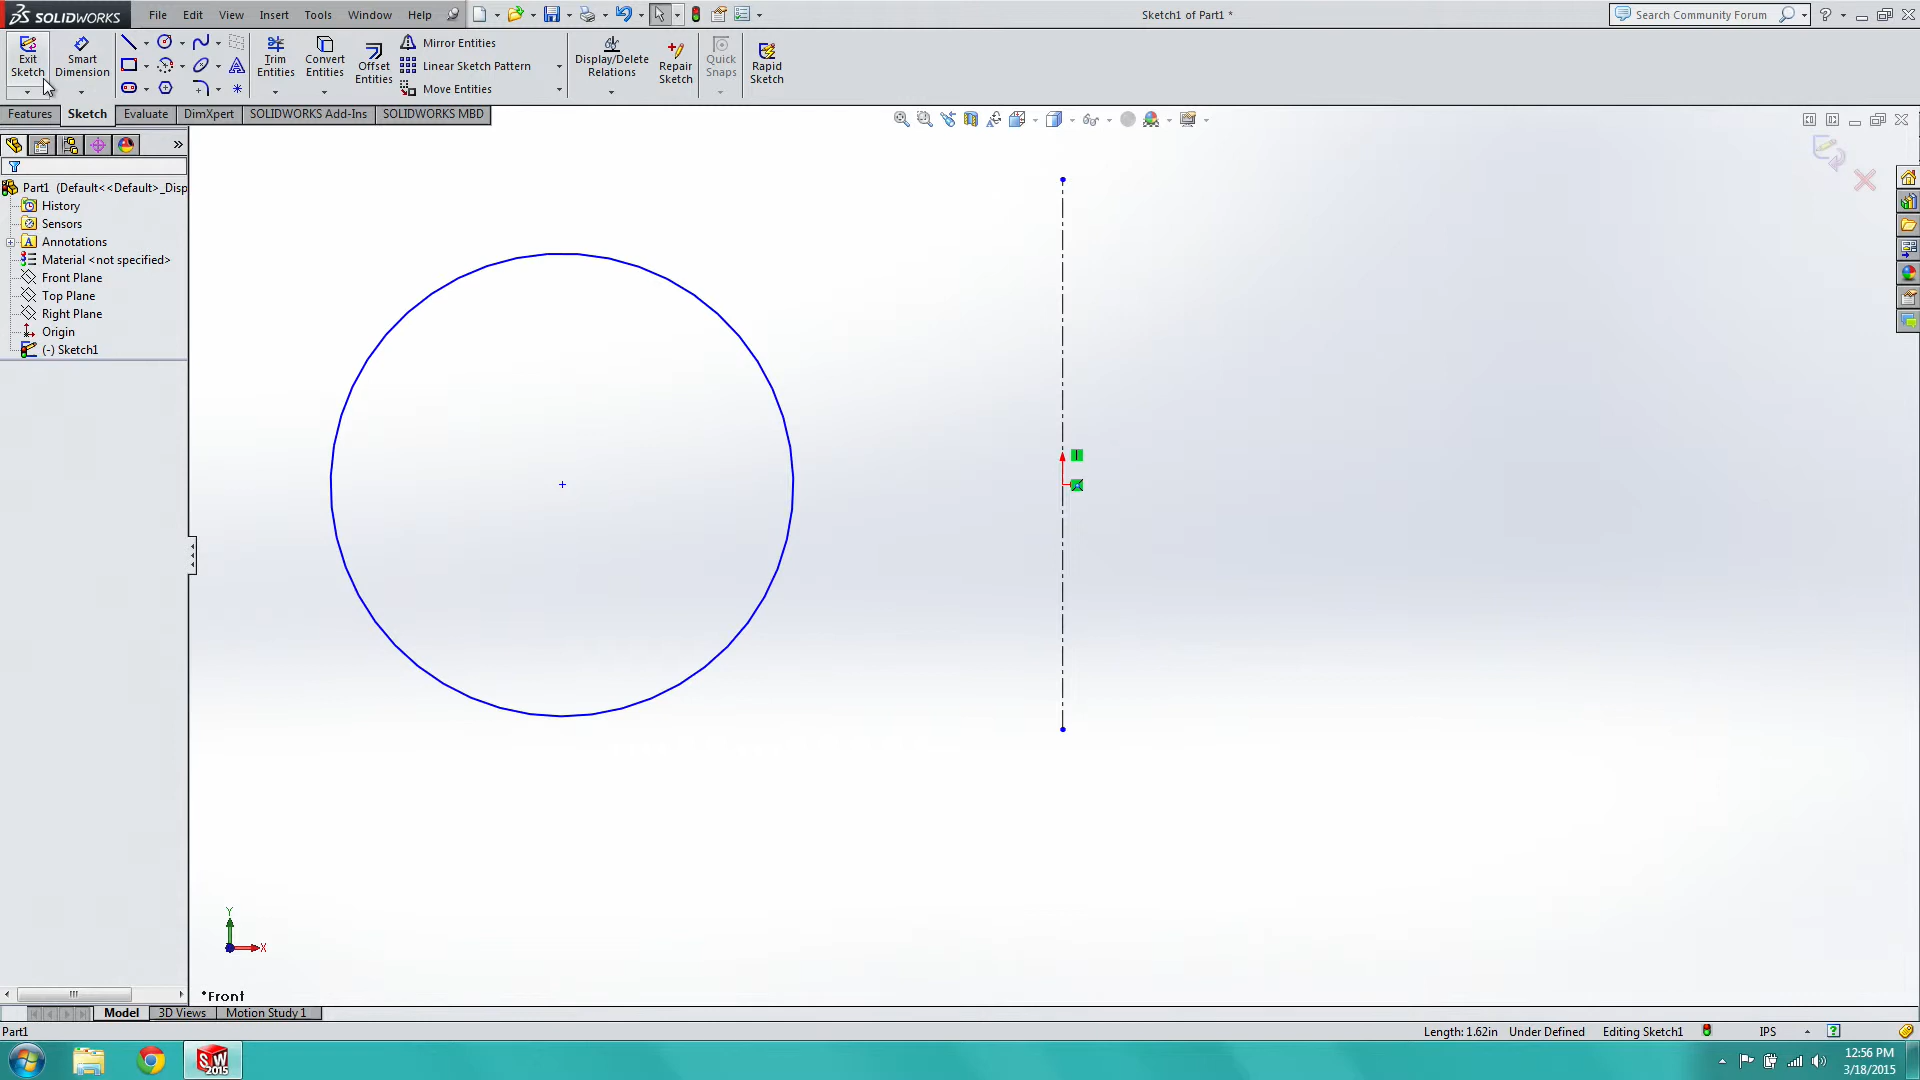 SOLIDWORKS
File Edit View Insert Tools Window Help
Sketch1 of Part1 *
Search Community Forum
Exit Sketch
Smart Dimension
Trim Entities
Convert Entities
Offset Entities
Mirror Entities
Linear Sketch Pattern
Move Entities
Display/Delete Relations
Repair Sketch
Quick Snaps
Rapid Sketch
Features Sketch Evaluate DimXpert SOLIDWORKS Add-Ins SOLIDWORKS MBD
Part1 (Default<<Default>_Disp
History
Sensors
Annotations
Material <not specified>
Front Plane
Top Plane
Right Plane
Origin
(-) Sketch1
Y
X
*Front
Model 3D Views Motion Study 1
Part1
Length: 1.62in Under Defined Editing Sketch1 IPS
SW
2015
12:56 PM
3/18/2015